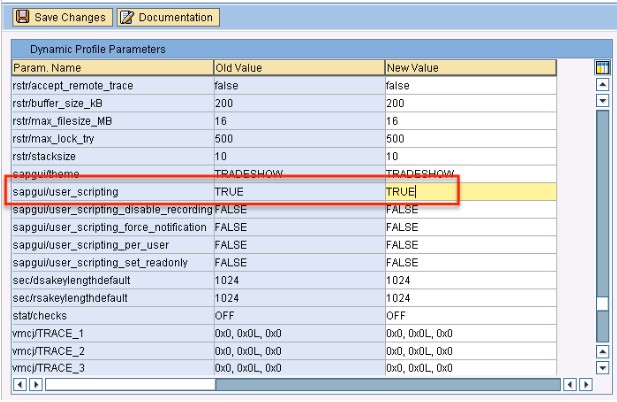 Save Changes Documentation
Dynamic Profile Parameters
Param. Name Old Value New Value
rstr/accept_remote_trace false false
rstr/buffer_size_kB 200 200
rstr/max_filesize_MB 16 16
rstr/max_lock_try 500 500
rstr/stacksize 10 10
sapgui/theme TRADESHOW TRADESHOW
sapgui/user_scripting TRUE TRUE
sapgui/user_scripting_disable_recording FALSE FALSE
sapgui/user_scripting_force_notification FALSE FALSE
sapgui/user_scripting_per_user FALSE FALSE
sapgui/user_scripting_set_readonly FALSE FALSE
sec/dsakeylengthdefault 1024 1024
sec/rsakeylengthdefault 1024 1024
stat/checks OFF OFF
vmcj/TRACE_1 0x0, 0x0L, 0x0 0x0, 0x0L, 0x0
vmcj/TRACE_2 0x0, 0x0L, 0x0 0x0, 0x0L, 0x0
vmcj/TRACE_3 0x0, 0x0L, 0x0 0x0, 0x0L, 0x0